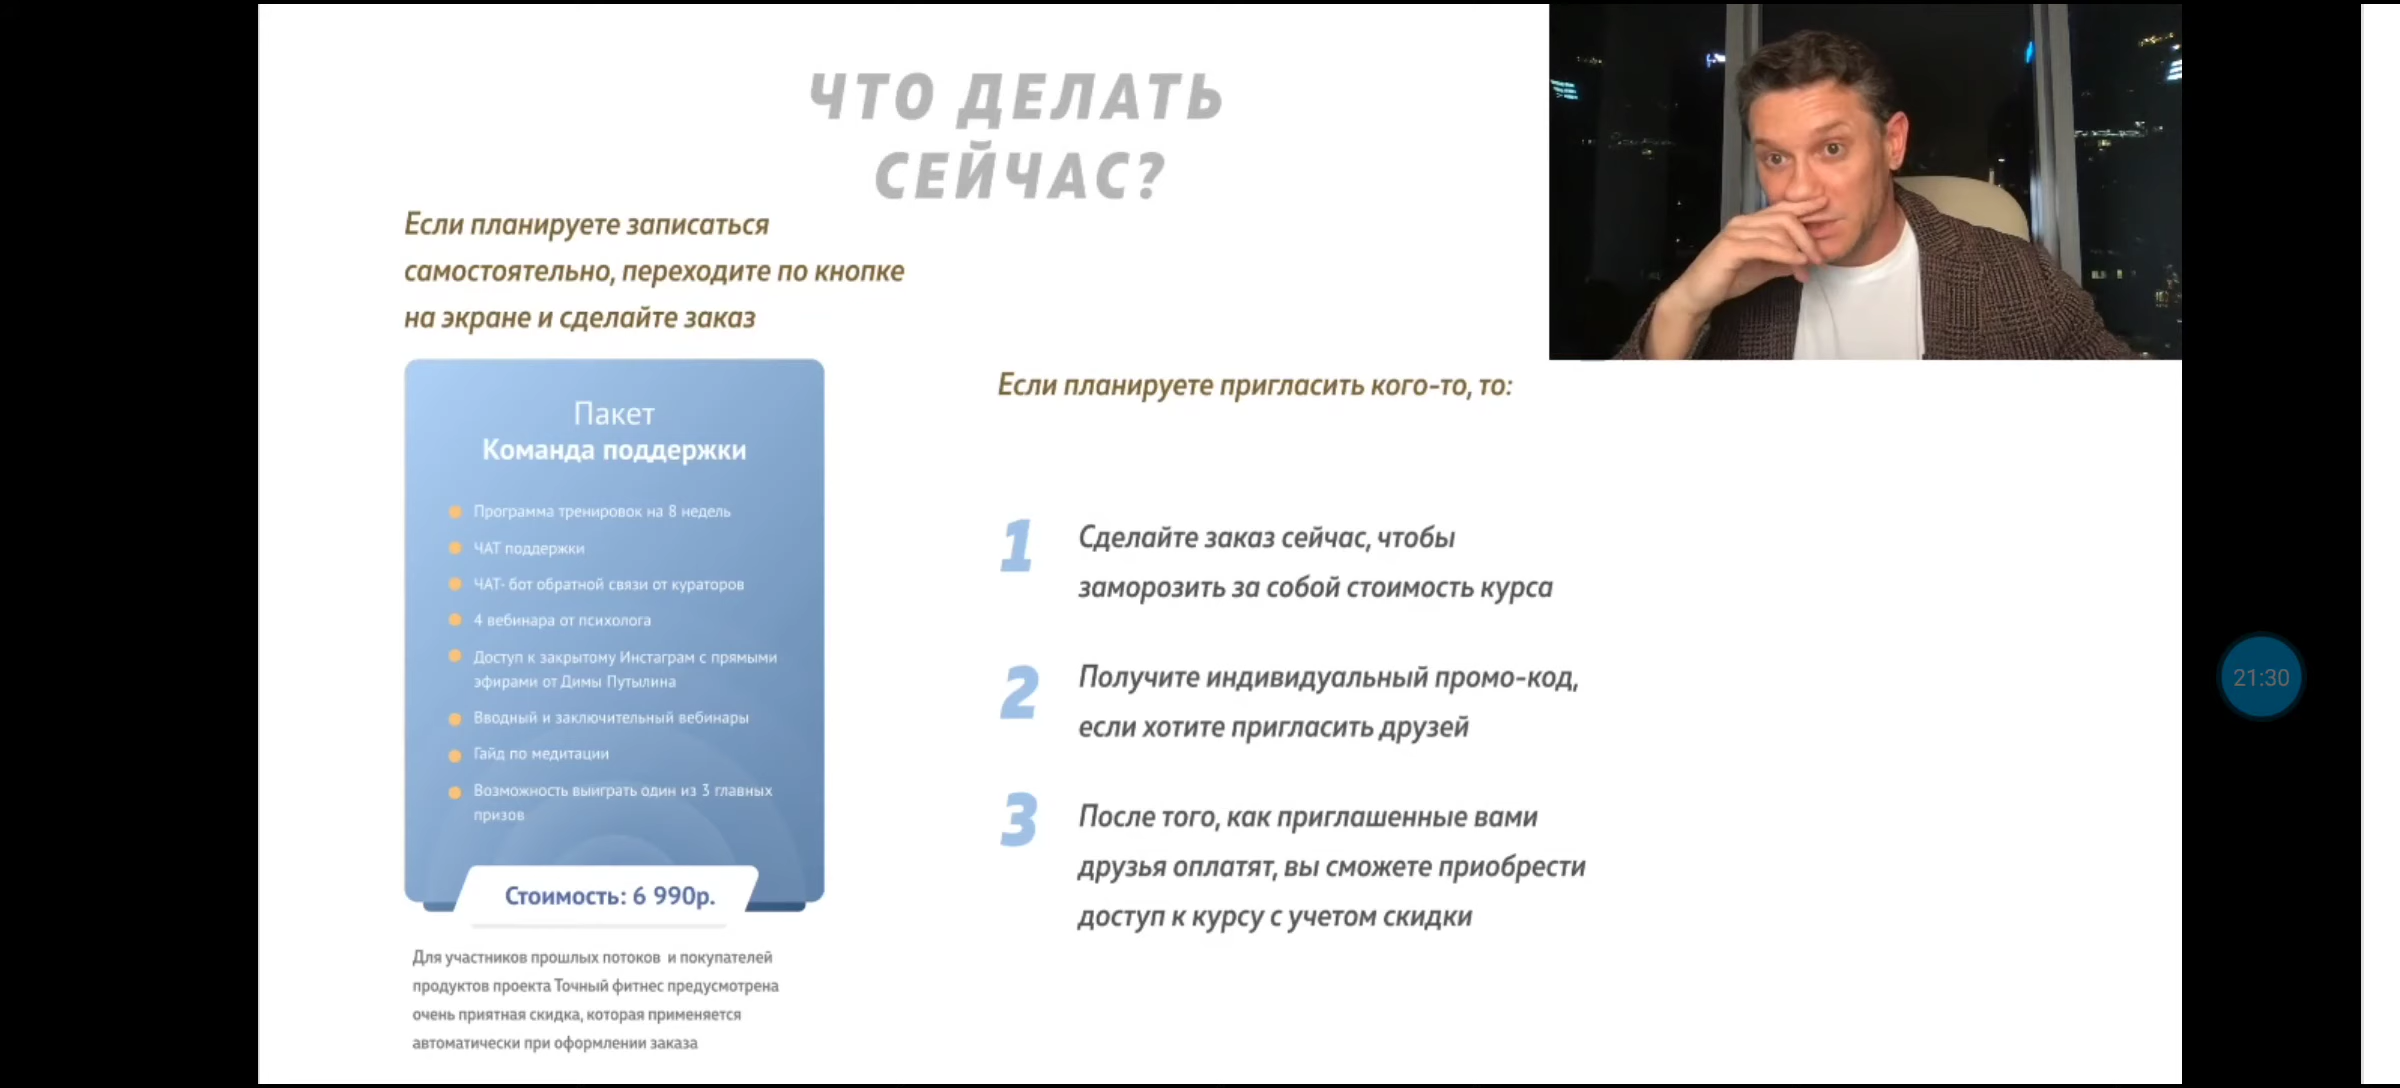 ЧТО ДЕЛАТЬ
СЕЙЧАС?
Если планируете записаться
самостоятельно, переходите по кнопке
на экране и сделайте заказ
Пакет
Команда поддержки
Программа тренировок на 8 недель
ЧАТ поддержки
ЧАТ- бот обратной связи от кураторов
4 вебинара от психолога
Доступ к закрытому Инстаграм с прямыми
эфирами от Димы Путылина
Вводный и заключительный вебинары
Гайд по медитации
Возможность выиграть один из 3 главных
призов
Стоимость: 6 990р.
Для участников прошлых потоков и покупателей
продуктов проекта Точный фитнес предусмотрена
очень приятная скидка, которая применяется
автоматически при оформлении заказа
Если планируете пригласить кого-то, то:
1 Сделайте заказ сейчас, чтобы
заморозить за собой стоимость курса
2 Получите индивидуальный промо-код,
если хотите пригласить друзей
3 После того, как приглашенные вами
друзья оплатят, вы сможете приобрести
доступ к курсу с учетом скидки
21:30